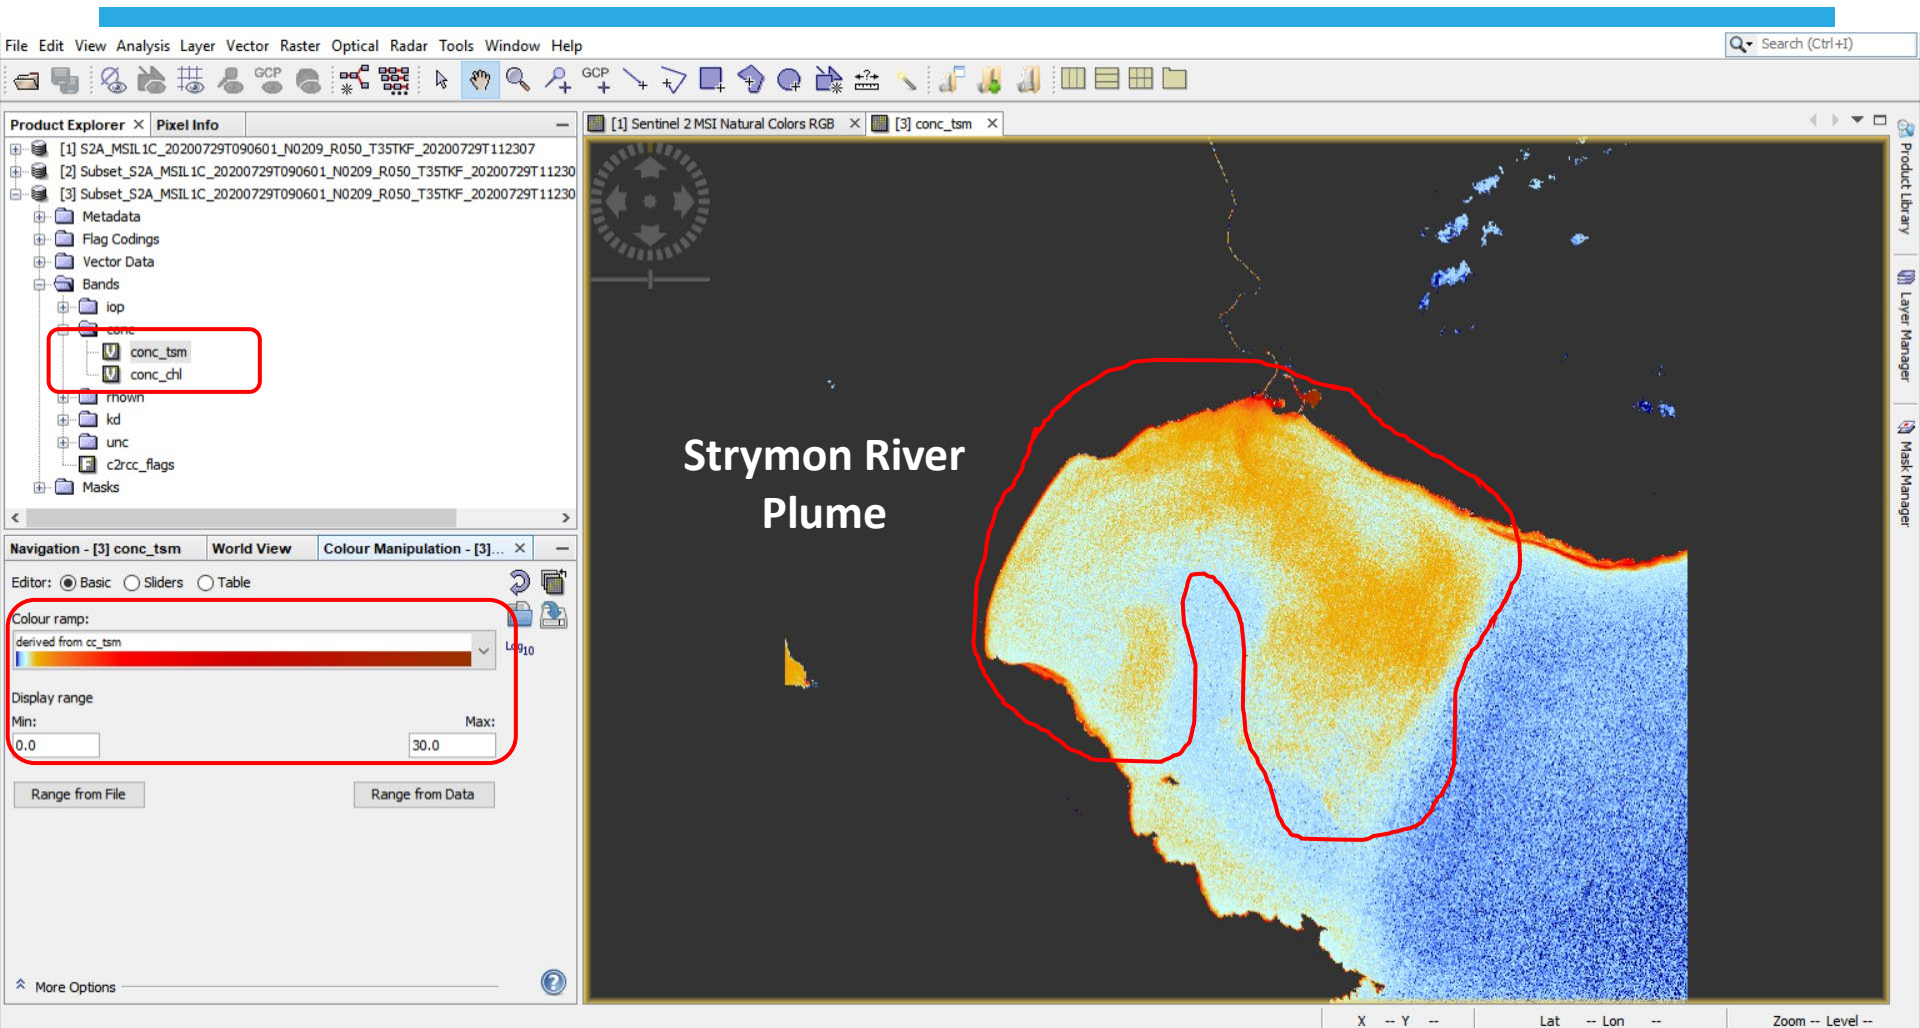 File Edit View Analysis Layer Vector Raster Optical Radar Tools Window Help
Search (Ctrl+I)
GCP
GCP
Product Explorer
Pixel Info
[1] Sentinel 2 MSI Natural Colors RGB
[3] conc_tsm
[1] S2A_MSIL1C_20200729T090601_N0209_R050_T35TKF_20200729T112307
[2] Subset_S2A_MSIL1C_20200729T090601_N0209_R050_T35TKF_20200729T11230
[3] Subset_S2A_MSIL1C_20200729T090601_N0209_R050_T35TKF_20200729T11230
Metadata
Flag Codings
Vector Data
Bands
iop
conc
conc_tsm
conc_chl
rhown
kd
unc
c2rcc_flags
Masks
Product Library
Layer Manager
Mask Manager
Strymon River
Plume
Navigation - [3] conc_tsm
World View
Colour Manipulation - [3]...
Editor: Basic Sliders Table
Colour ramp:
derived from cc_tsm
Log10
Display range
Min: Max:
0.0 30.0
Range from File Range from Data
More Options
X -- Y -- Lat -- Lon -- Zoom -- Level --